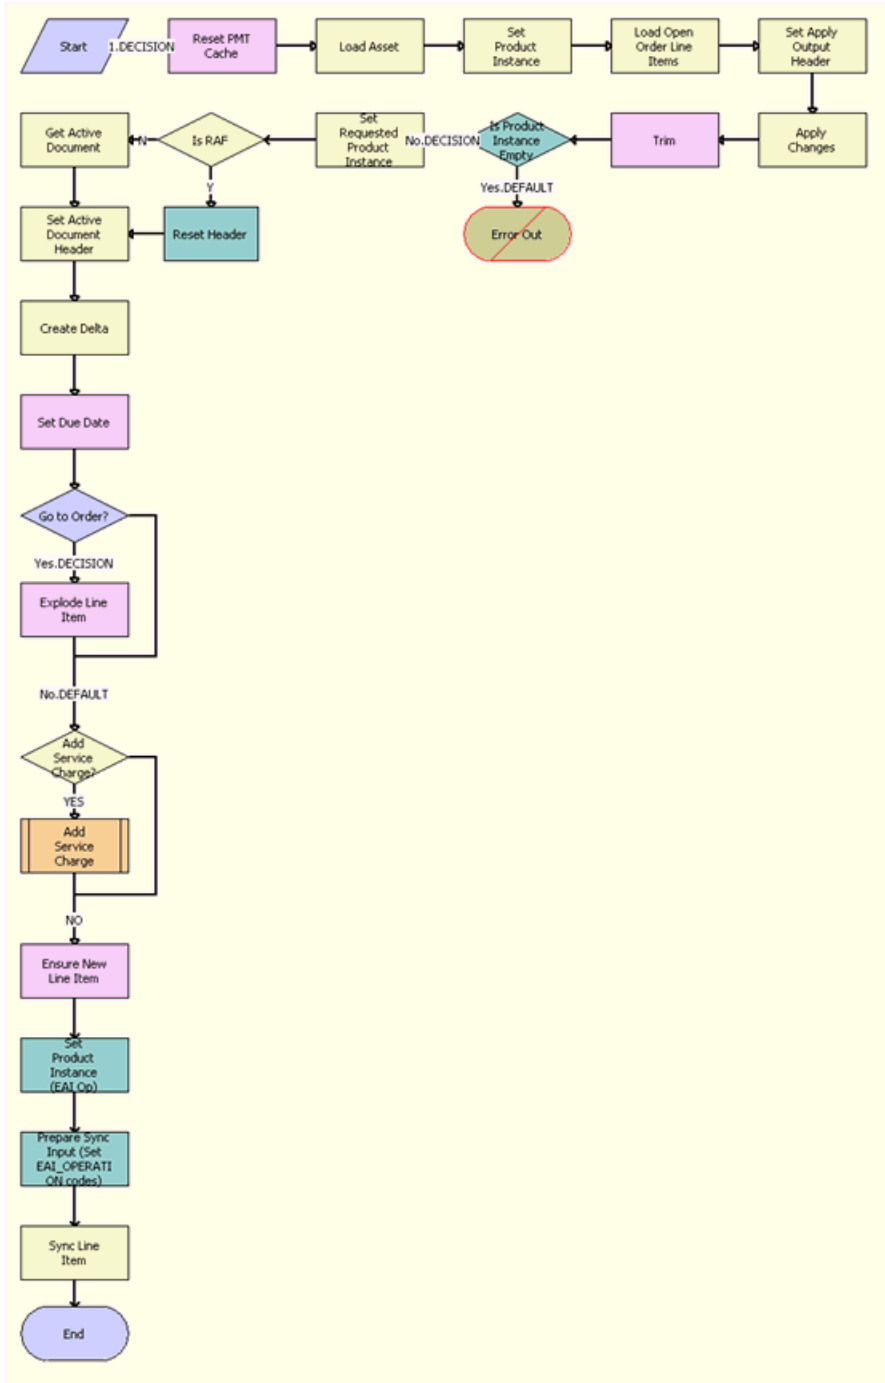 Start
1.DECISION
Reset PMT
Cache
Load Asset
Set
Product
Instance
Load Open
Order Line
Items
Set Apply
Output
Header
Get Active
Document
N
Is RAF
Set
Requested
Product
Instance
No.DECISION
Is Product
Instance
Empty
Trim
Apply
Changes
Y
Yes.DEFAULT
Set Active
Document
Header
Reset Header
Error Out
Create Delta
Set Due Date
Go to Order?
Yes.DECISION
Explode Line
Item
No.DEFAULT
Add
Service
Charge?
YES
Add
Service
Charge
NO
Ensure New
Line Item
Set
Product
Instance
(EAI Op)
Prepare Sync
Input (Set
EAI_OPERATI
ON codes)
Sync Line
Item
End